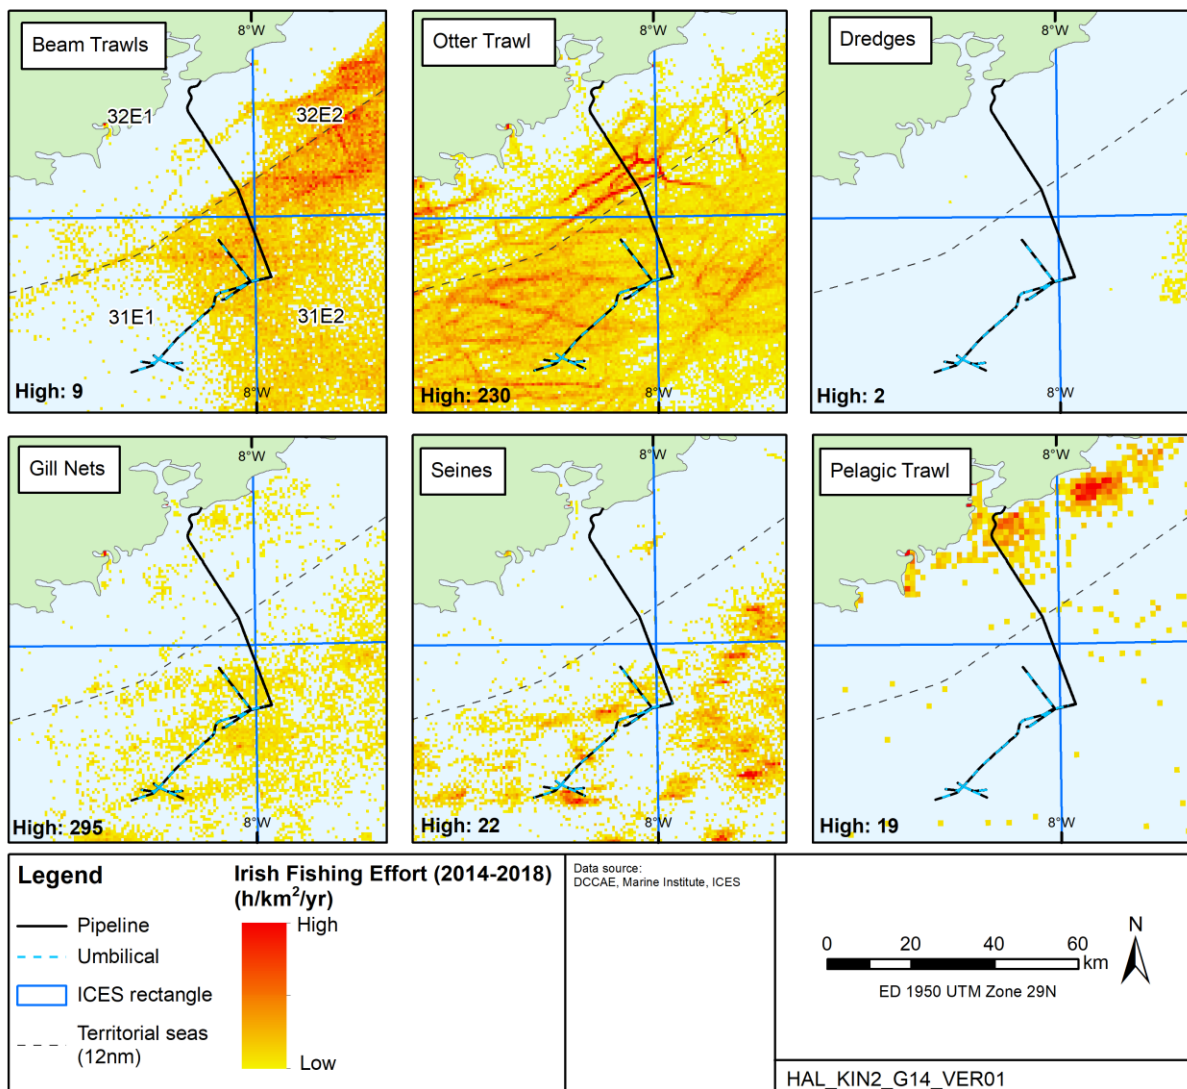 8°W
Beam Trawls
32E1
32E2
31E1
31E2
High: 9
8°W
8°W
Otter Trawl
High: 230
8°W
8°W
Dredges
High: 2
8°W
8°W
Gill Nets
High: 295
8°W
8°W
Seines
High: 22
8°W
8°W
Pelagic Trawl
High: 19
8°W
Legend
Pipeline
Umbilical
ICES rectangle
Territorial seas
(12nm)
Irish Fishing Effort (2014-2018)
(h/km²/yr)
High
Low
Data source:
DCCAE, Marine Institute, ICES
0 20 40 60
km
N
ED 1950 UTM Zone 29N
HAL_KIN2_G14_VER01